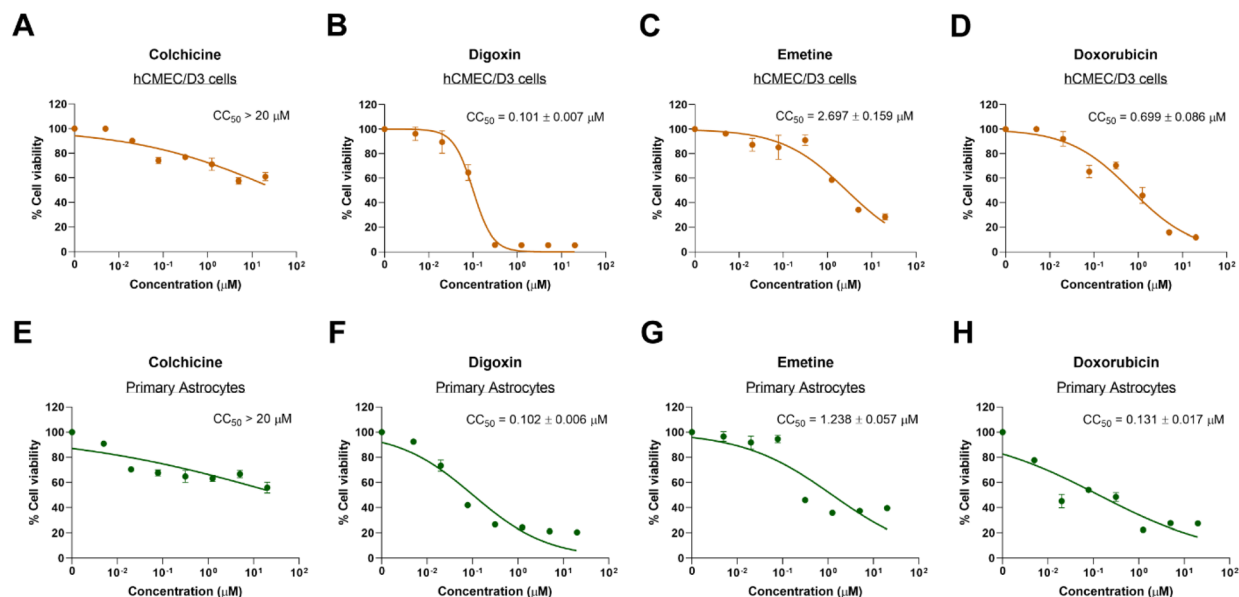 A
Colchicine
hCMEC/D3 cells
CC50 > 20 μM
120
100
80
60
40
20
0
% Cell viability
0 10-2 10-1 100 101 102
Concentration (μM)
B
Digoxin
hCMEC/D3 cells
CC50 = 0.101 ± 0.007 μM
120
100
80
60
40
20
0
% Cell viability
0 10-2 10-1 100 101 102
Concentration (μM)
C
Emetine
hCMEC/D3 cells
CC50 = 2.697 ± 0.159 μM
120
100
80
60
40
20
0
% Cell viability
0 10-2 10-1 100 101 102
Concentration (μM)
D
Doxorubicin
hCMEC/D3 cells
CC50 = 0.699 ± 0.086 μM
120
100
80
60
40
20
0
% Cell viability
0 10-2 10-1 100 101 102
Concentration (μM)
E
Colchicine
Primary Astrocytes
CC50 > 20 μM
120
100
80
60
40
20
0
% Cell viability
0 10-2 10-1 100 101 102
Concentration (μM)
F
Digoxin
Primary Astrocytes
CC50 = 0.102 ± 0.006 μM
120
100
80
60
40
20
0
% Cell viability
0 10-2 10-1 100 101 102
Concentration (μM)
G
Emetine
Primary Astrocytes
CC50 = 1.238 ± 0.057 μM
120
100
80
60
40
20
0
% Cell viability
0 10-2 10-1 100 101 102
Concentration (μM)
H
Doxorubicin
Primary Astrocytes
CC50 = 0.131 ± 0.017 μM
120
100
80
60
40
20
0
% Cell viability
0 10-2 10-1 100 101 102
Concentration (μM)